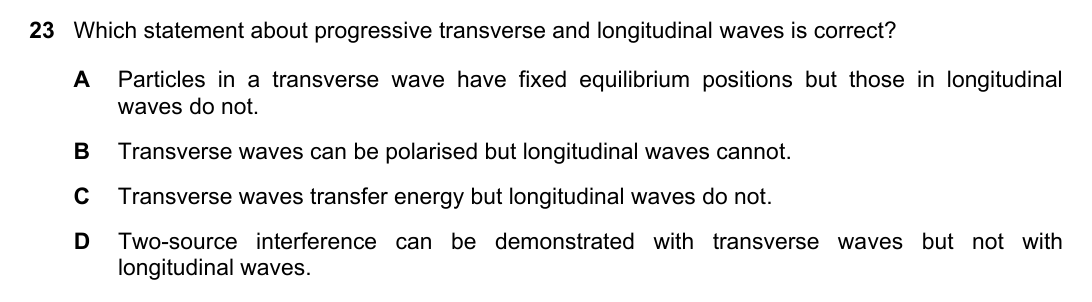 23 Which statement about progressive transverse and longitudinal waves is correct?
A Particles in a transverse wave have fixed equilibrium positions but those in longitudinal
waves do not.
B Transverse waves can be polarised but longitudinal waves cannot.
C Transverse waves transfer energy but longitudinal waves do not.
D Two-source interference can be demonstrated with transverse waves but not with
longitudinal waves.